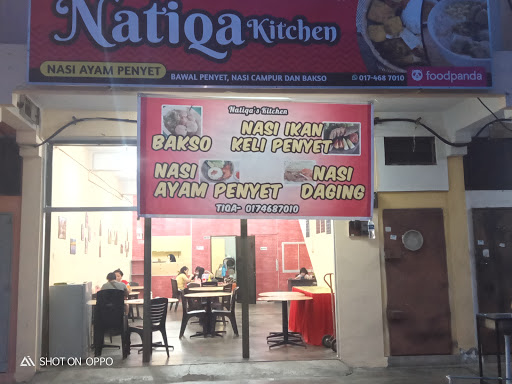 Natiqa Kitchen
NASI AYAM PENYET
BAWAL PENYET, NASI CAMPUR DAN BAKSO
017-468 7010
foodpanda
Natiqa's Kitchen
BAKSO
NASI IKAN
KELI PENYET
NASI
AYAM PENYET
NASI
DAGING
TIQA- 0174687010
SHOT ON OPPO